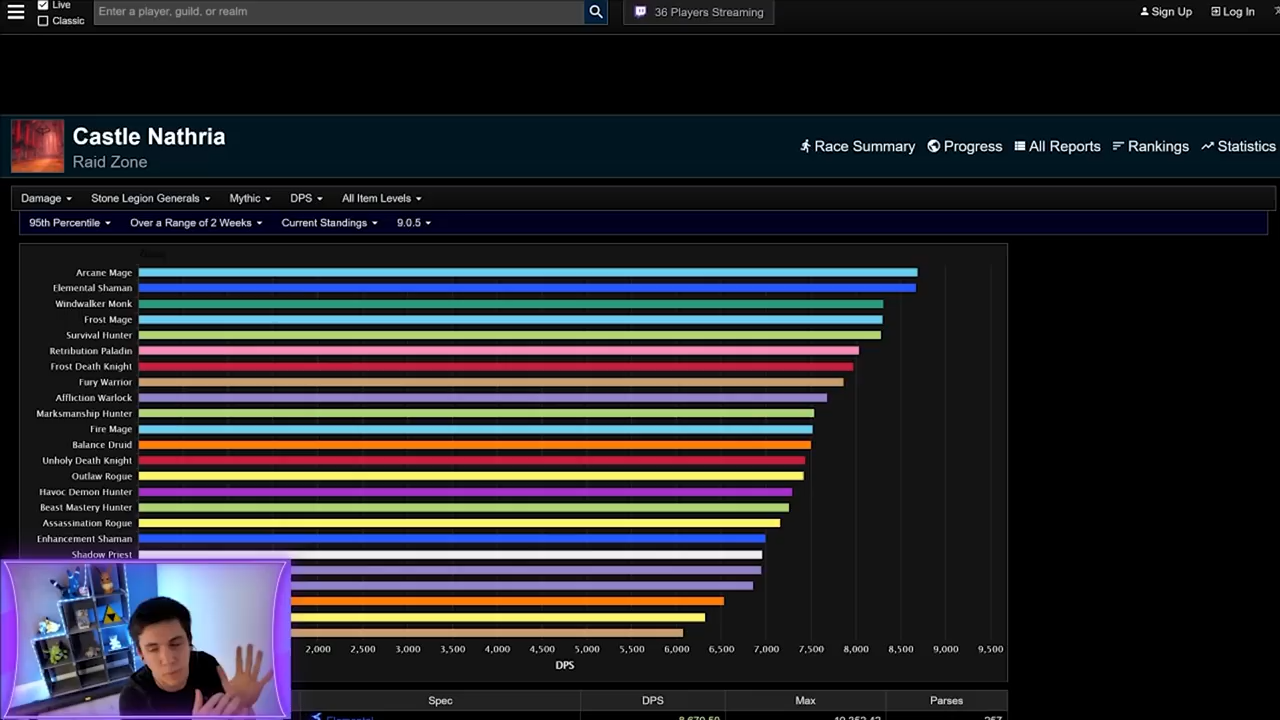 Live
Classic
Enter a player, guild, or realm
36 Players Streaming
Sign Up
Log In
Castle Nathria
Raid Zone
Race Summary
Progress
All Reports
Rankings
Statistics
Damage
Stone Legion Generals
Mythic
DPS
All Item Levels
95th Percentile
Over a Range of 2 Weeks
Current Standings
9.0.5
Arcane Mage
Elemental Shaman
Windwalker Monk
Frost Mage
Survival Hunter
Retribution Paladin
Frost Death Knight
Fury Warrior
Affliction Warlock
Marksmanship Hunter
Fire Mage
Balance Druid
Unholy Death Knight
Outlaw Rogue
Havoc Demon Hunter
Beast Mastery Hunter
Assassination Rogue
Enhancement Shaman
Shadow Priest
2,000 2,500 3,000 3,500 4,000 4,500 5,000 5,500 6,000 6,500 7,000 7,500 8,000 8,500 9,000 9,500
DPS
Spec DPS Max Parses
Elemental